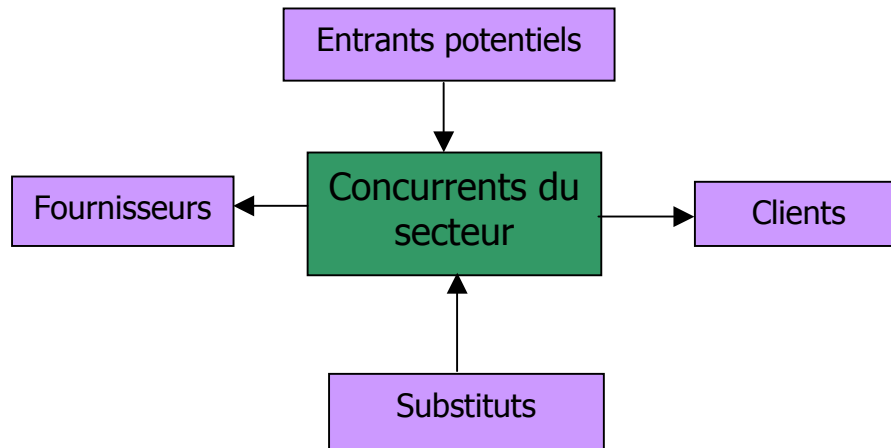 Entrants potentiels
Concurrents du
secteur
Fournisseurs
Clients
Substituts